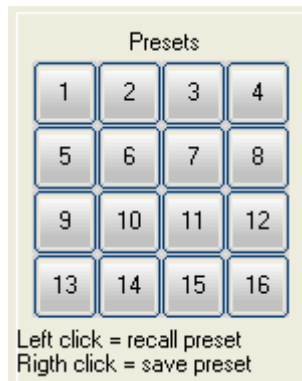 Presets
1 2 3 4
5 6 7 8
9 10 11 12
13 14 15 16
Left click = recall preset
Rigth click = save preset